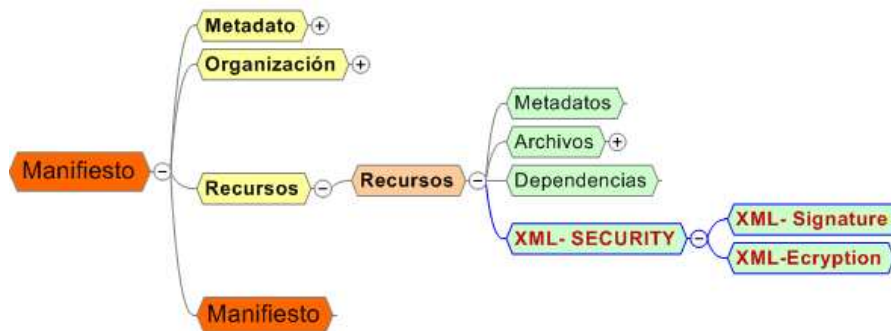 Metadato
Organización
Manifiesto
Recursos
Recursos
Metadatos
Archivos
Dependencias
XML- SECURITY
XML- Signature
XML-Ecryption
Manifiesto